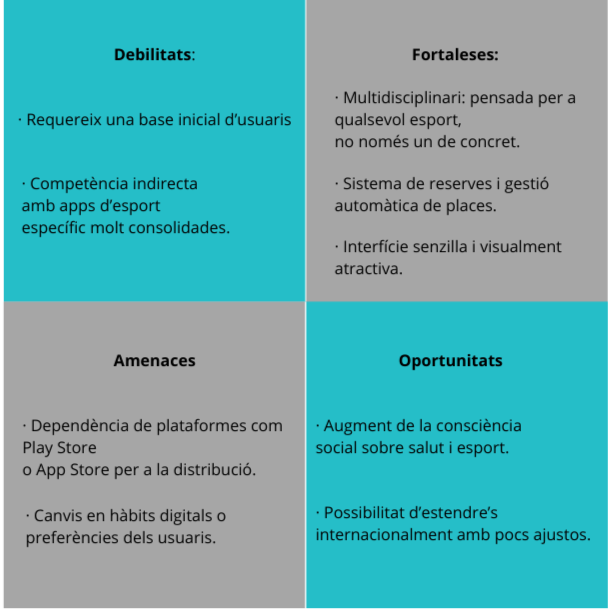 Debilitats:
· Requereix una base inicial d'usuaris
· Competència indirecta
amb apps d'esport
específic molt consolidades.
Fortaleses:
· Multidisciplinari: pensada per a
qualsevol esport,
no només un de concret.
· Sistema de reserves i gestió
automàtica de places.
· Interfície senzilla i visualment
atractiva.
Amenaces
· Dependència de plataformes com
Play Store
o App Store per a la distribució.
· Canvis en hàbits digitals o
preferències dels usuaris.
Oportunitats
· Augment de la consciència
social sobre salut i esport.
· Possibilitat d'estendre's
internacionalment amb pocs ajustos.